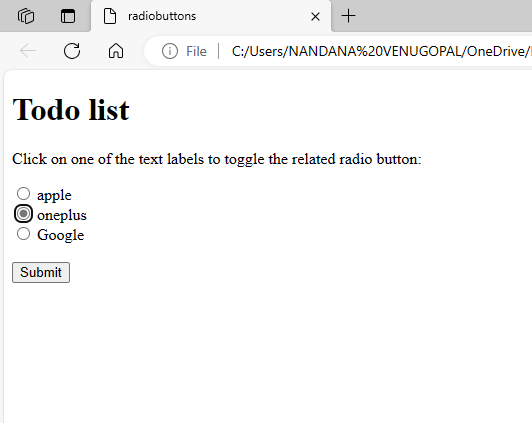 radiobuttons
File
C:/Users/NANDANA%20VENUGOPAL/OneDrive/
Todo list
Click on one of the text labels to toggle the related radio button:
apple
oneplus
Google
Submit